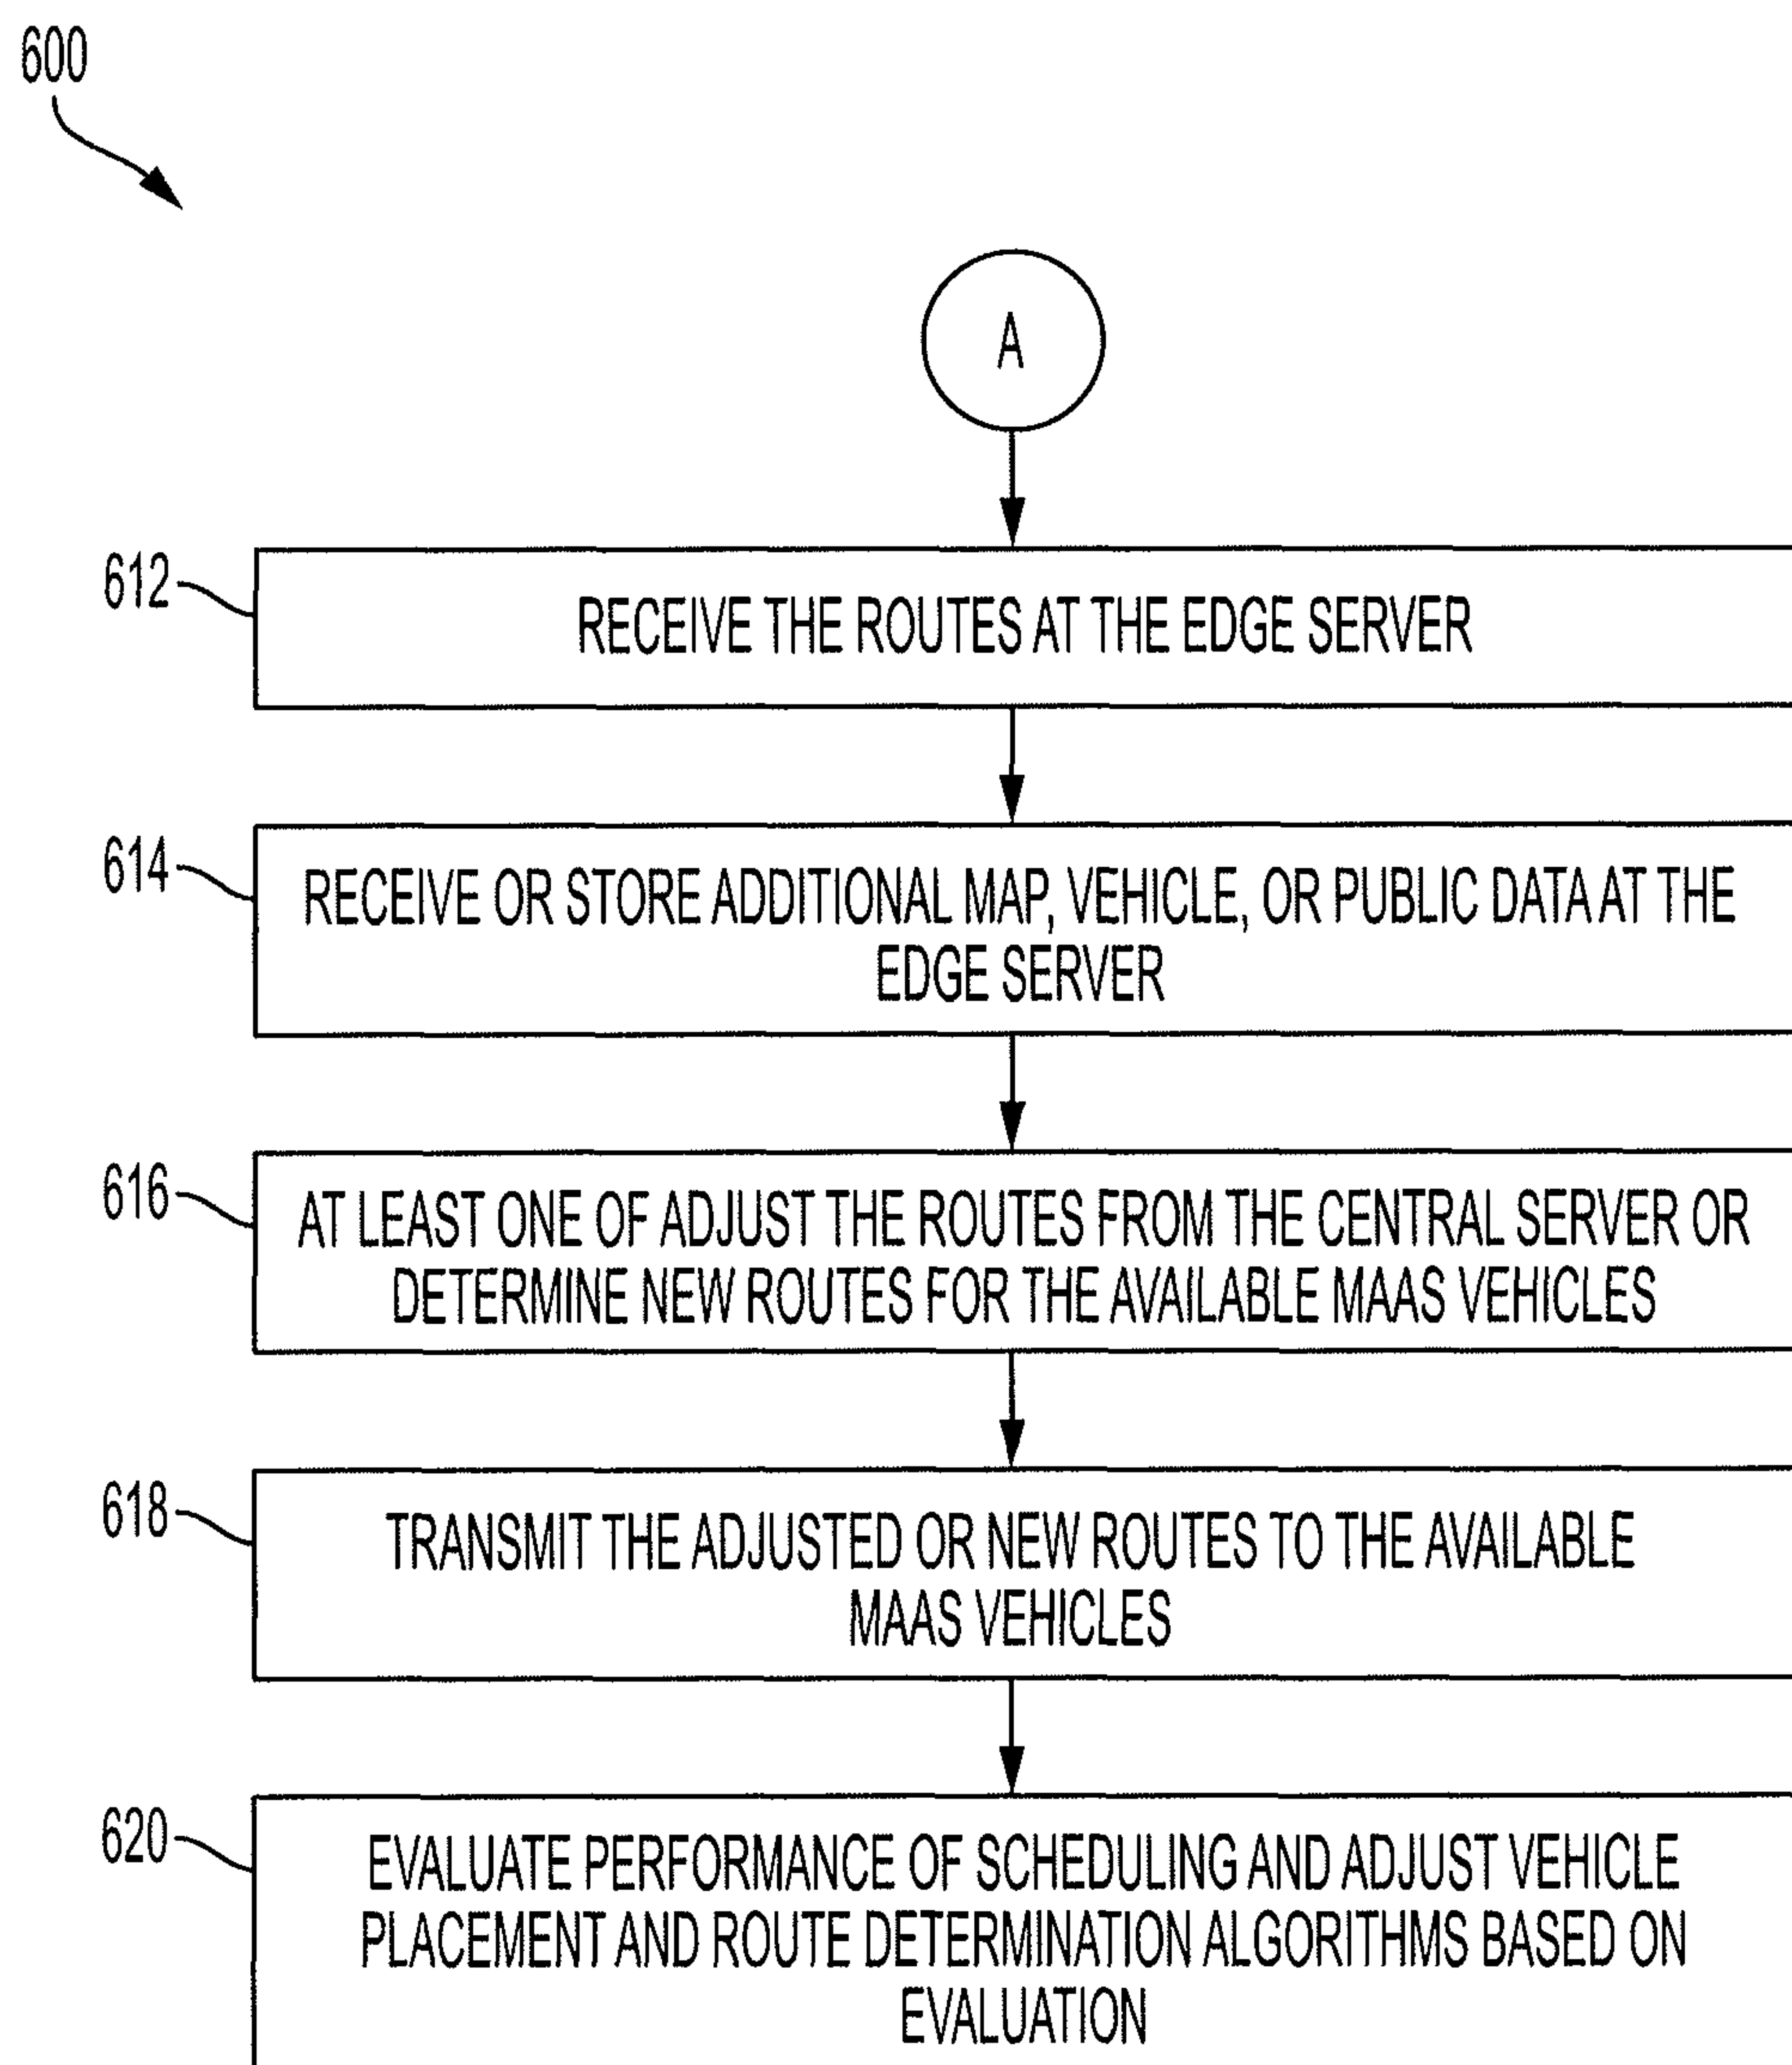 600
A
612
RECEIVE THE ROUTES AT THE EDGE SERVER
614
RECEIVE OR STORE ADDITIONAL MAP, VEHICLE, OR PUBLIC DATA AT THE
EDGE SERVER
616
AT LEAST ONE OF ADJUST THE ROUTES FROM THE CENTRAL SERVER OR
DETERMINE NEW ROUTES FOR THE AVAILABLE MAAS VEHICLES
618
TRANSMIT THE ADJUSTED OR NEW ROUTES TO THE AVAILABLE
MAAS VEHICLES
620
EVALUATE PERFORMANCE OF SCHEDULING AND ADJUST VEHICLE
PLACEMENT AND ROUTE DETERMINATION ALGORITHMS BASED ON
EVALUATION